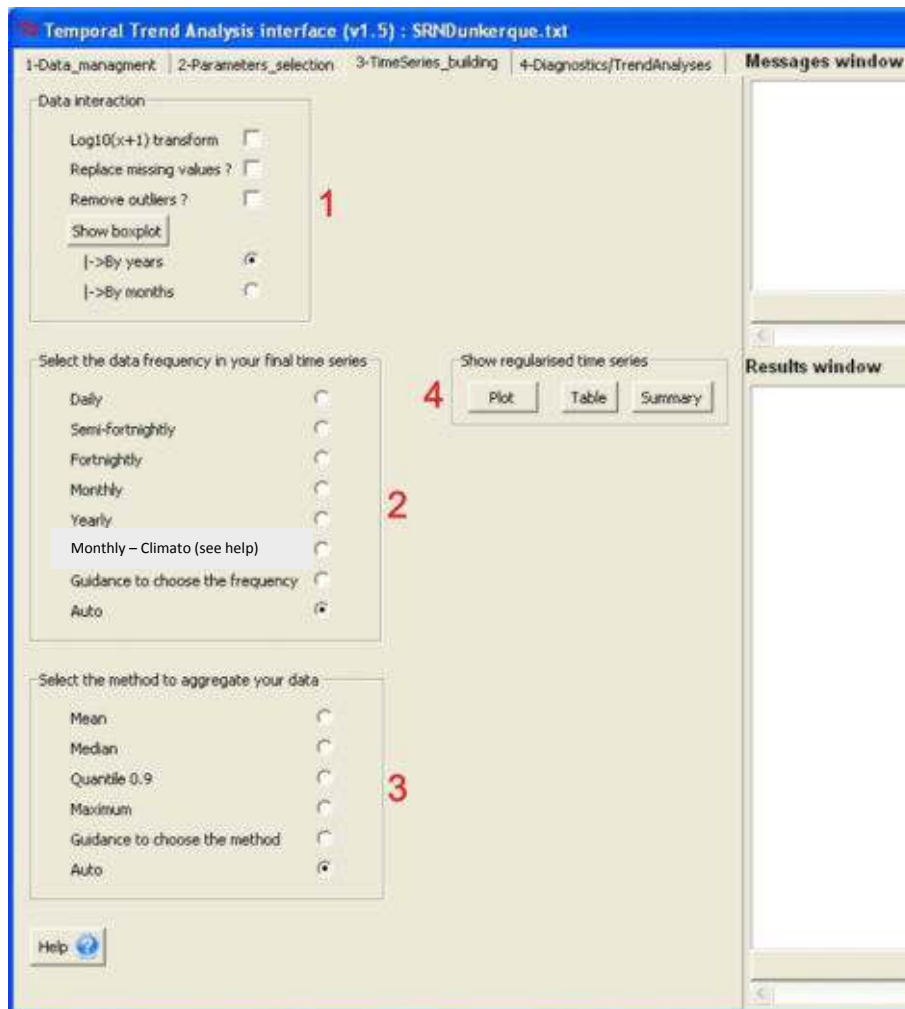 Temporal Trend Analysis interface (v1.5) : SRNDunkerque.txt
1-Data_managment 2-Parameters_selection 3-TimeSeries_building 4-Diagnostics/TrendAnalyses Messages window
Data interaction
Log10(x+1) transform
Replace missing values ?
Remove outliers ?
1
Show boxplot
|->By years
|->By months
Select the data frequency in your final time series
Show regularised time series
Results window
Daily
4
Plot Table Summary
Semi-fortnightly
Fortnightly
Monthly
2
Yearly
Monthly – Climato (see help)
Guidance to choose the frequency
Auto
Select the method to aggregate your data
Mean
Median
Quantile 0.9
3
Maximum
Guidance to choose the method
Auto
Help ?